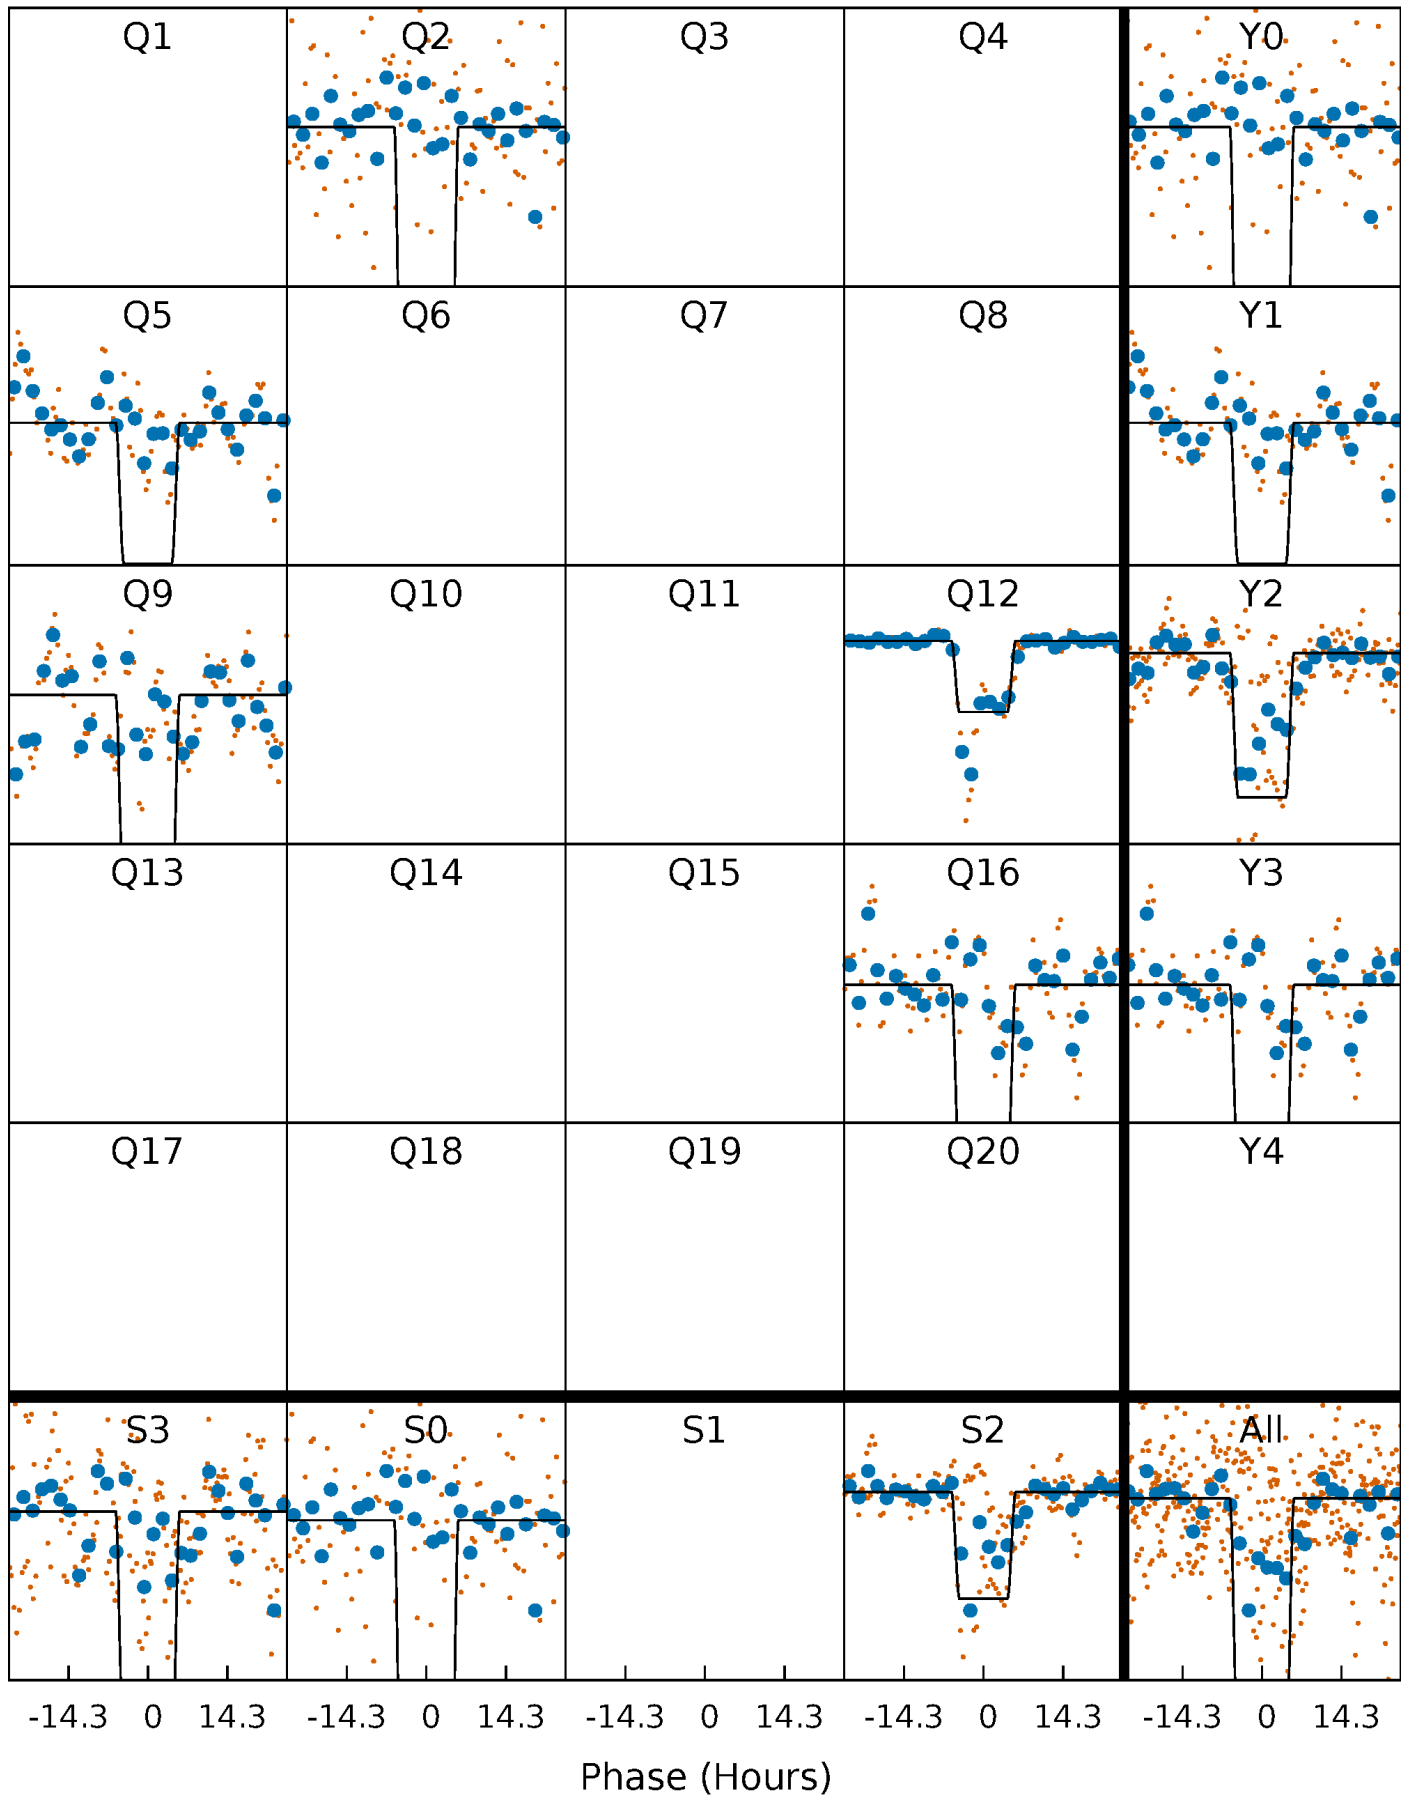 Q1 Q2 Q3 Q4 Y0
Q5 Q6 Q7 Q8 Y1
Q9 Q10 Q11 Q12 Y2
Q13 Q14 Q15 Q16 Y3
Q17 Q18 Q19 Q20 Y4
S3 S0 S1 S2 All
-14.3 0 14.3 -14.3 0 14.3 -14.3 0 14.3 -14.3 0 14.3 -14.3 0 14.3
Phase (Hours)